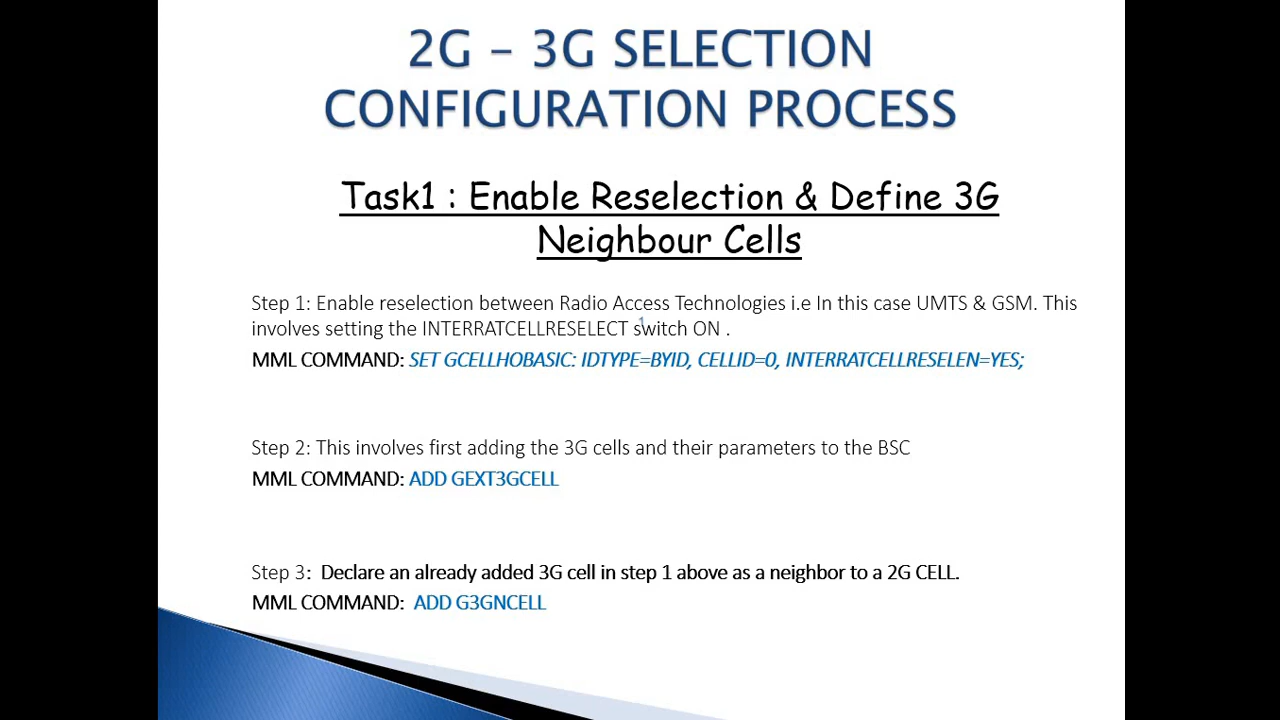 2G – 3G SELECTION
CONFIGURATION PROCESS
Task1 : Enable Reselection & Define 3G
Neighbour Cells
Step 1: Enable reselection between Radio Access Technologies i.e In this case UMTS & GSM. This
involves setting the INTERRATCELLRESELECT switch ON .
1
MML COMMAND: SET GCELLHOBASIC: IDTYPE=BYID, CELLID=0, INTERRATCELLRESELEN=YES;
Step 2: This involves first adding the 3G cells and their parameters to the BSC
MML COMMAND: ADD GEXT3GCELL
Step 3: Declare an already added 3G cell in step 1 above as a neighbor to a 2G CELL.
MML COMMAND: ADD G3GNCELL